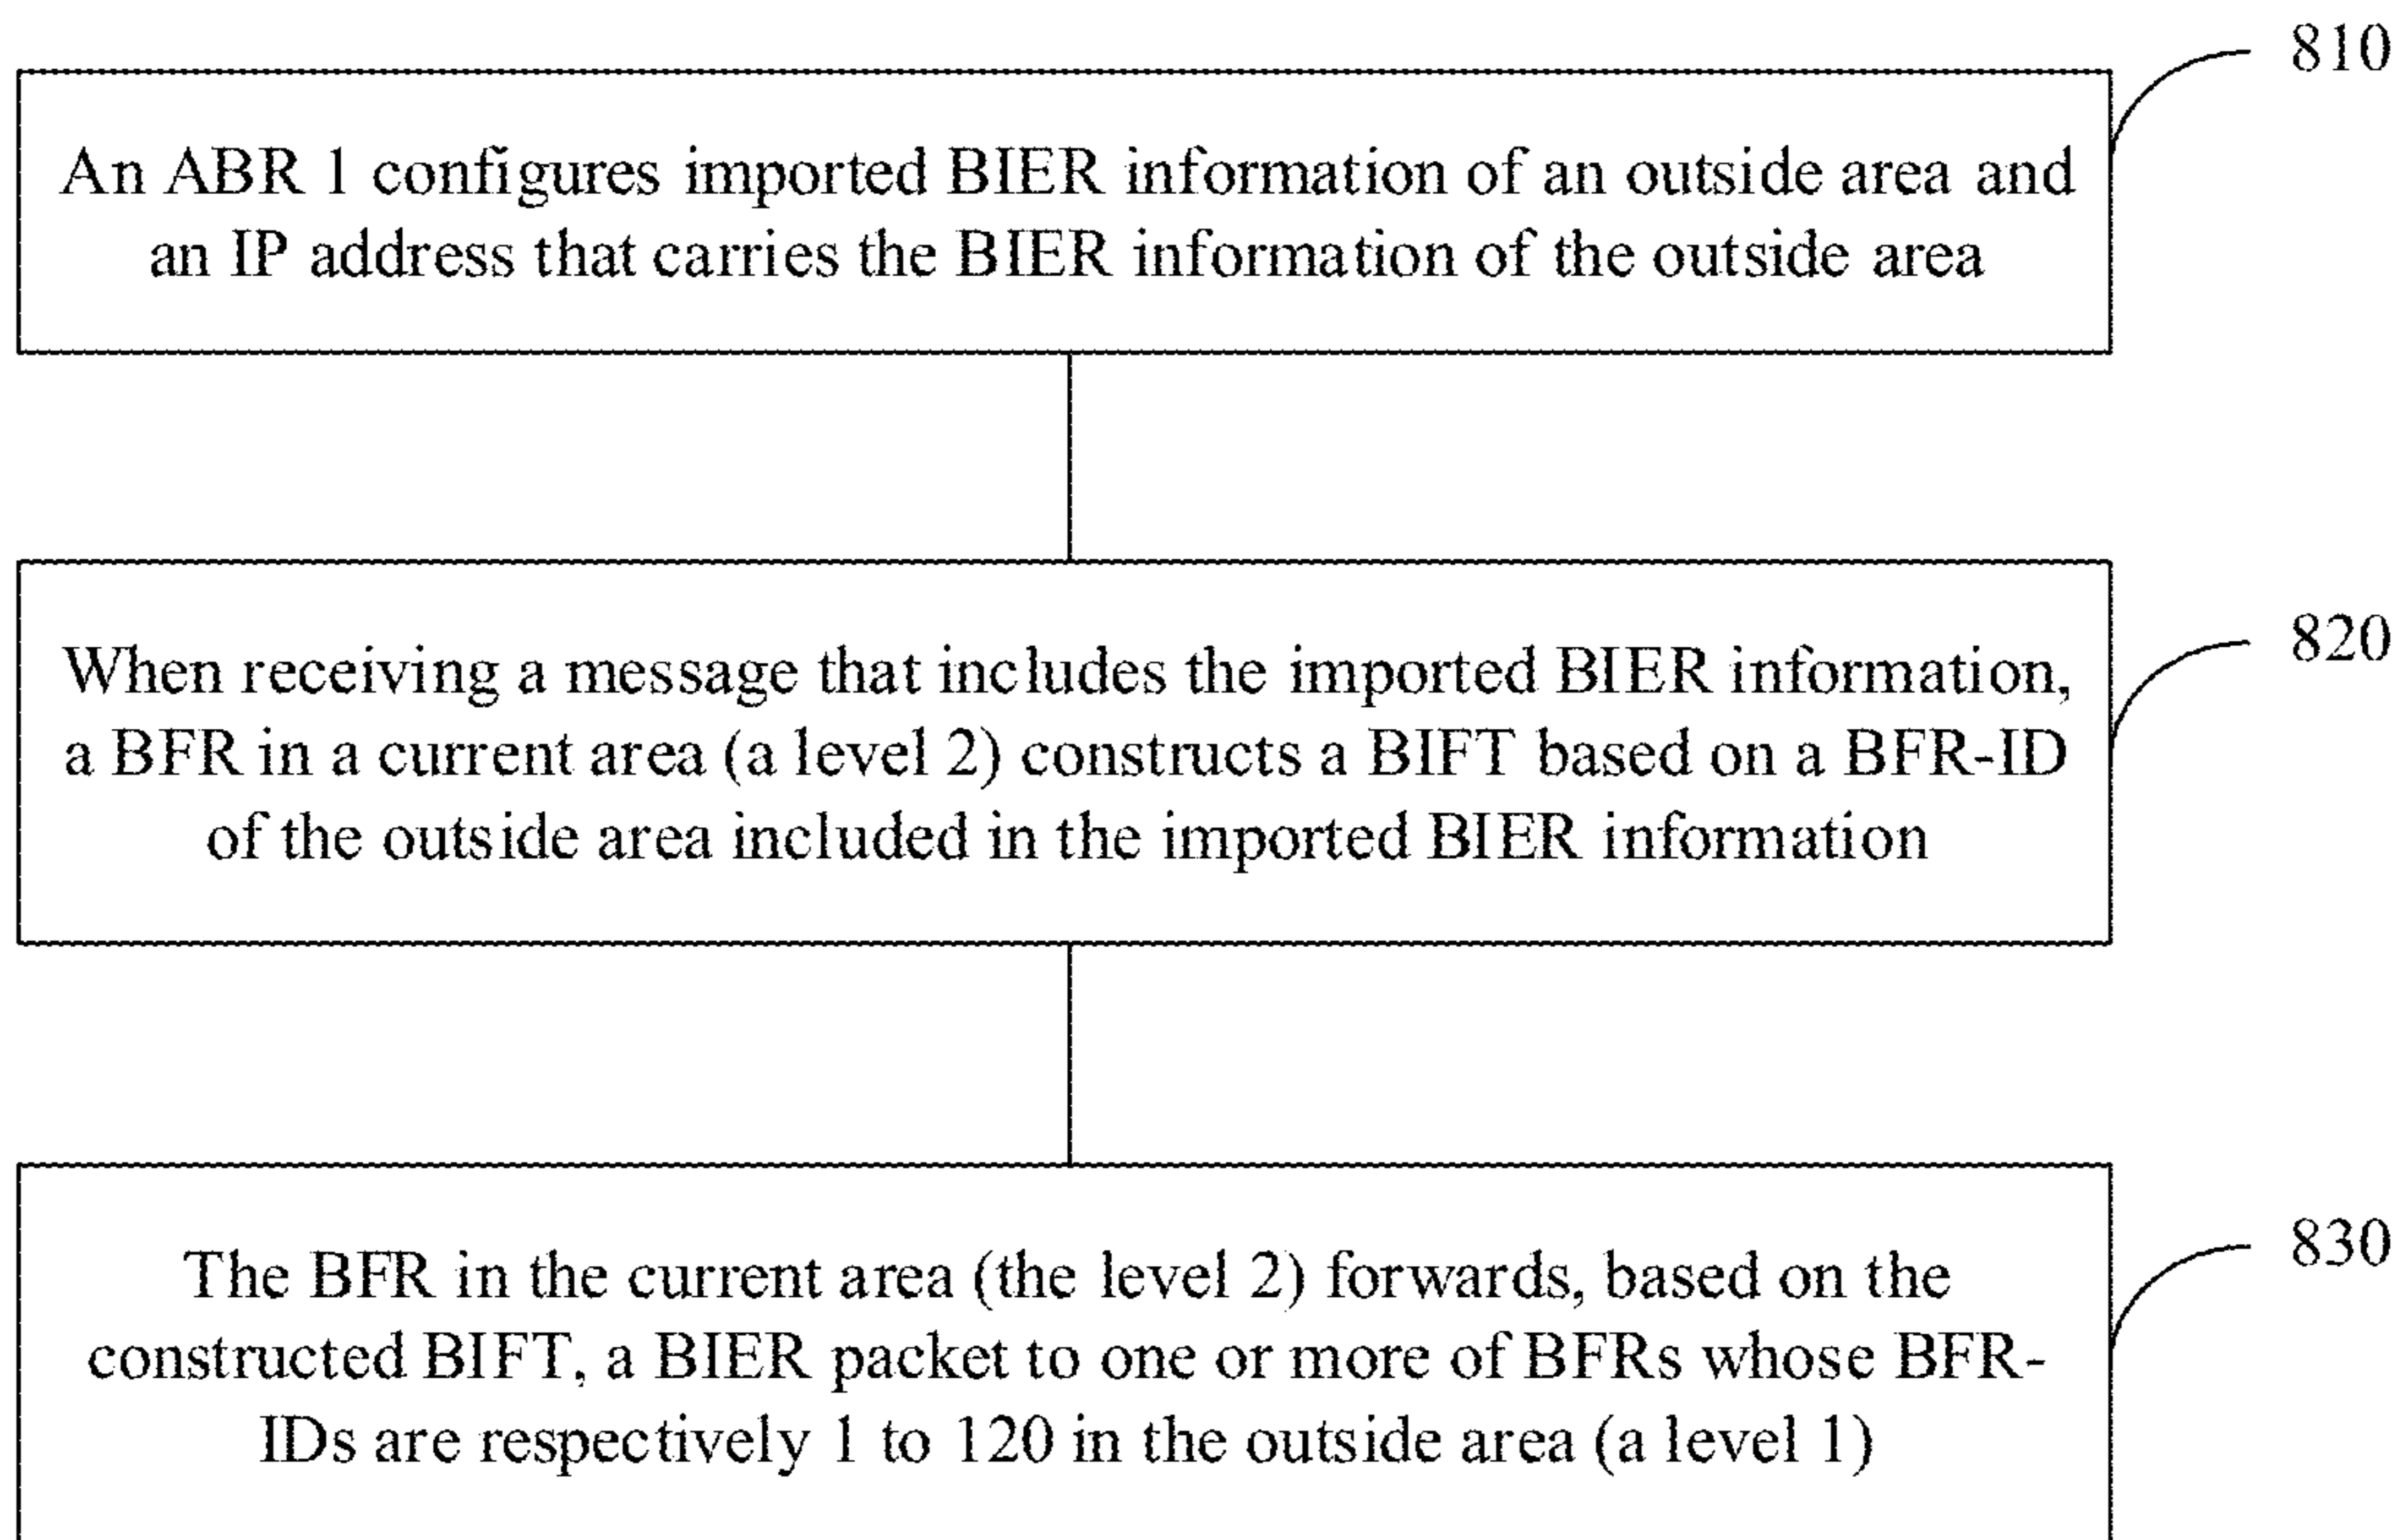 810
An ABR 1 configures imported BIER information of an outside area and
an IP address that carries the BIER information of the outside area
820
When receiving a message that includes the imported BIER information,
a BFR in a current area (a level 2) constructs a BIFT based on a BFR-ID
of the outside area included in the imported BIER information
830
The BFR in the current area (the level 2) forwards, based on the
constructed BIFT, a BIER packet to one or more of BFRs whose BFR-
IDs are respectively 1 to 120 in the outside area (a level 1)